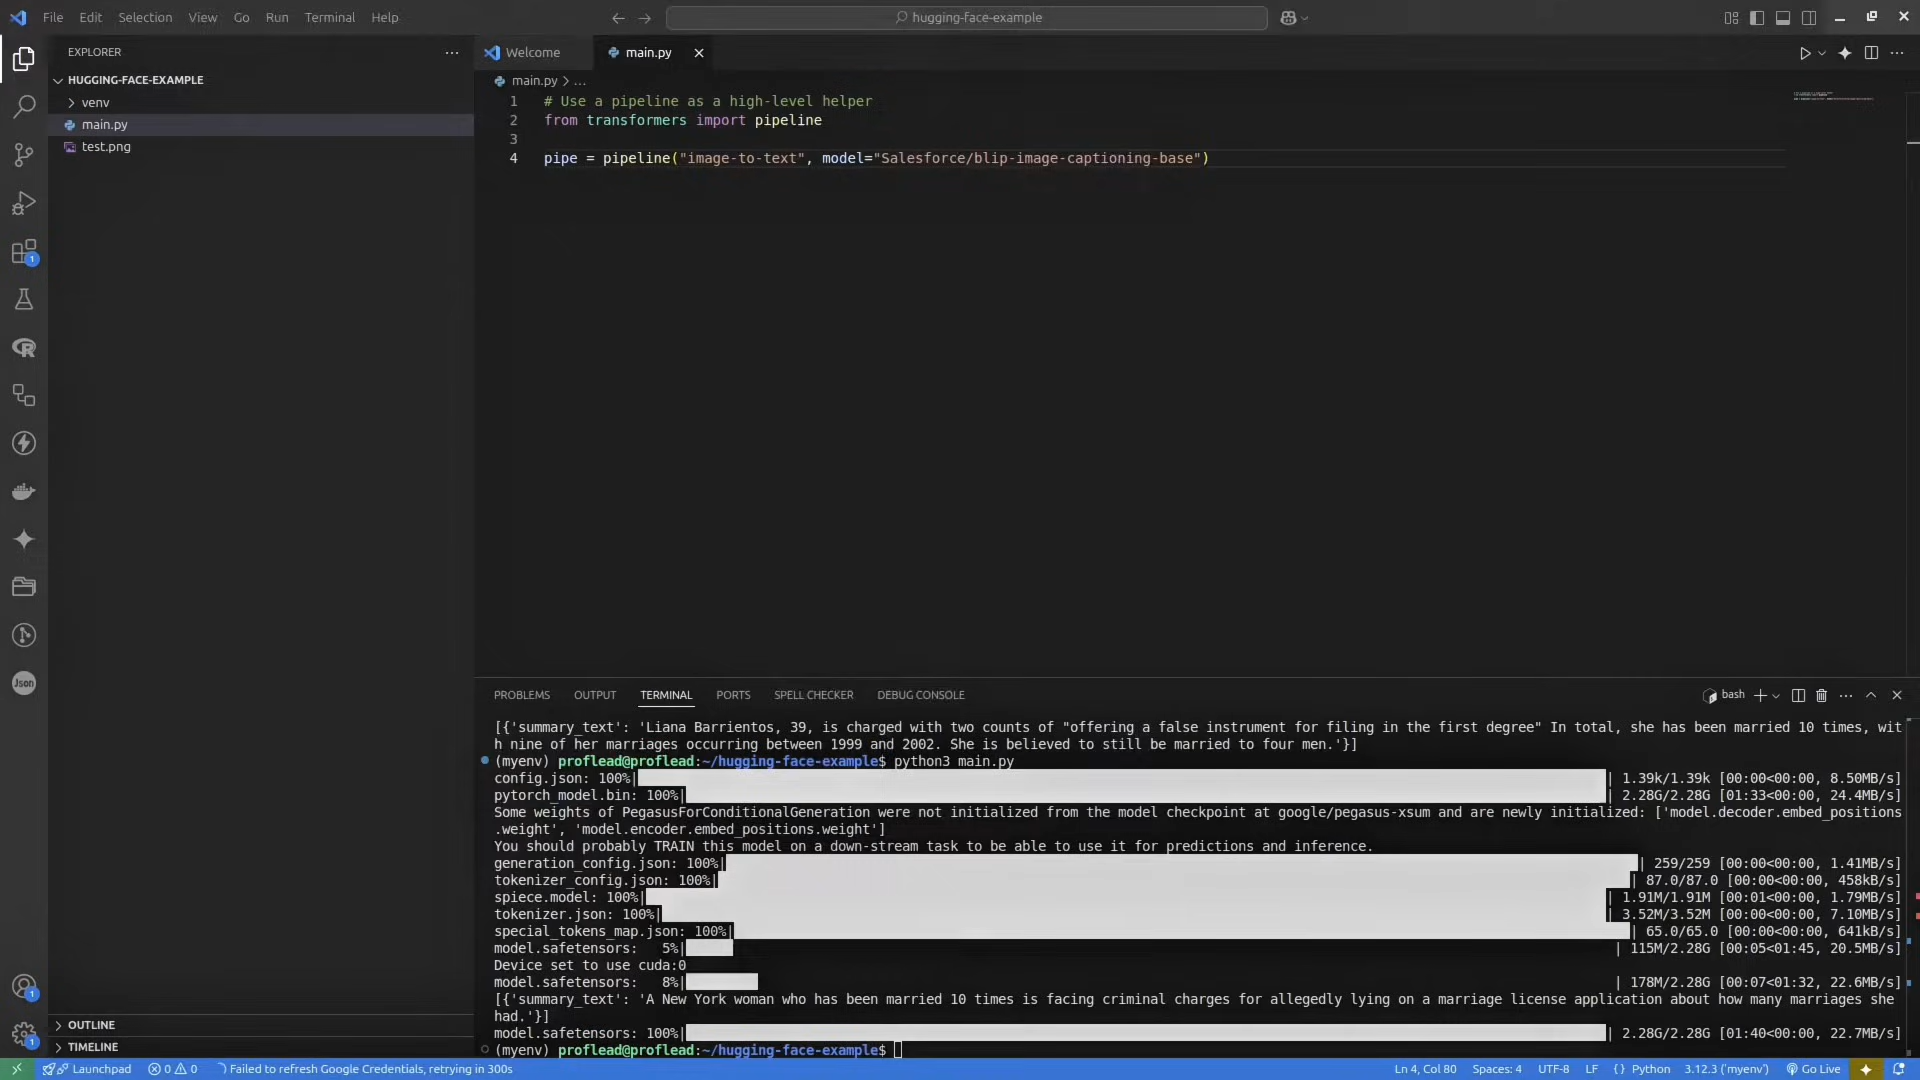 File Edit Selection View Go Run Terminal Help
hugging-face-example
EXPLORER
HUGGING-FACE-EXAMPLE
venv
main.py
test.png
Welcome
main.py
main.py > ...
1 # Use a pipeline as a high-level helper
2 from transformers import pipeline
3
4 pipe = pipeline("image-to-text", model="Salesforce/blip-image-captioning-base")
1
Json
1
1
OUTLINE
TIMELINE
PROBLEMS OUTPUT TERMINAL PORTS SPELL CHECKER DEBUG CONSOLE
bash
[{'summary_text': 'Liana Barrientos, 39, is charged with two counts of "offering a false instrument for filing in the first degree" In total, she has been married 10 times, wit
h nine of her marriages occurring between 1999 and 2002. She is believed to still be married to four men.'}]
(myenv) proflead@proflead:~/hugging-face-example$ python3 main.py
config.json: 100%| | 1.39k/1.39k [00:00<00:00, 8.50MB/s]
pytorch_model.bin: 100%| | 2.28G/2.28G [01:33<00:00, 24.4MB/s]
Some weights of PegasusForConditionalGeneration were not initialized from the model checkpoint at google/pegasus-xsum and are newly initialized: ['model.decoder.embed_positions
.weight', 'model.encoder.embed_positions.weight']
You should probably TRAIN this model on a down-stream task to be able to use it for predictions and inference.
generation_config.json: 100%| | 259/259 [00:00<00:00, 1.41MB/s]
tokenizer_config.json: 100%| | 87.0/87.0 [00:00<00:00, 458kB/s]
spiece.model: 100%| | 1.91M/1.91M [00:01<00:00, 1.79MB/s]
tokenizer.json: 100%| | 3.52M/3.52M [00:00<00:00, 7.10MB/s]
special_tokens_map.json: 100%| | 65.0/65.0 [00:00<00:00, 641kB/s]
model.safetensors: 5%| | 115M/2.28G [00:05<01:45, 20.5MB/s]
Device set to use cuda:0
model.safetensors: 8%| | 178M/2.28G [00:07<01:32, 22.6MB/s]
[{'summary_text': 'A New York woman who has been married 10 times is facing criminal charges for allegedly lying on a marriage license application about how many marriages she
had.'}]
model.safetensors: 100%| | 2.28G/2.28G [01:40<00:00, 22.7MB/s]
(myenv) proflead@proflead:~/hugging-face-example$
Launchpad 0 0 Failed to refresh Google Credentials, retrying in 300s Ln 4, Col 80 Spaces: 4 UTF-8 LF {} Python 3.12.3 ('myenv') Go Live